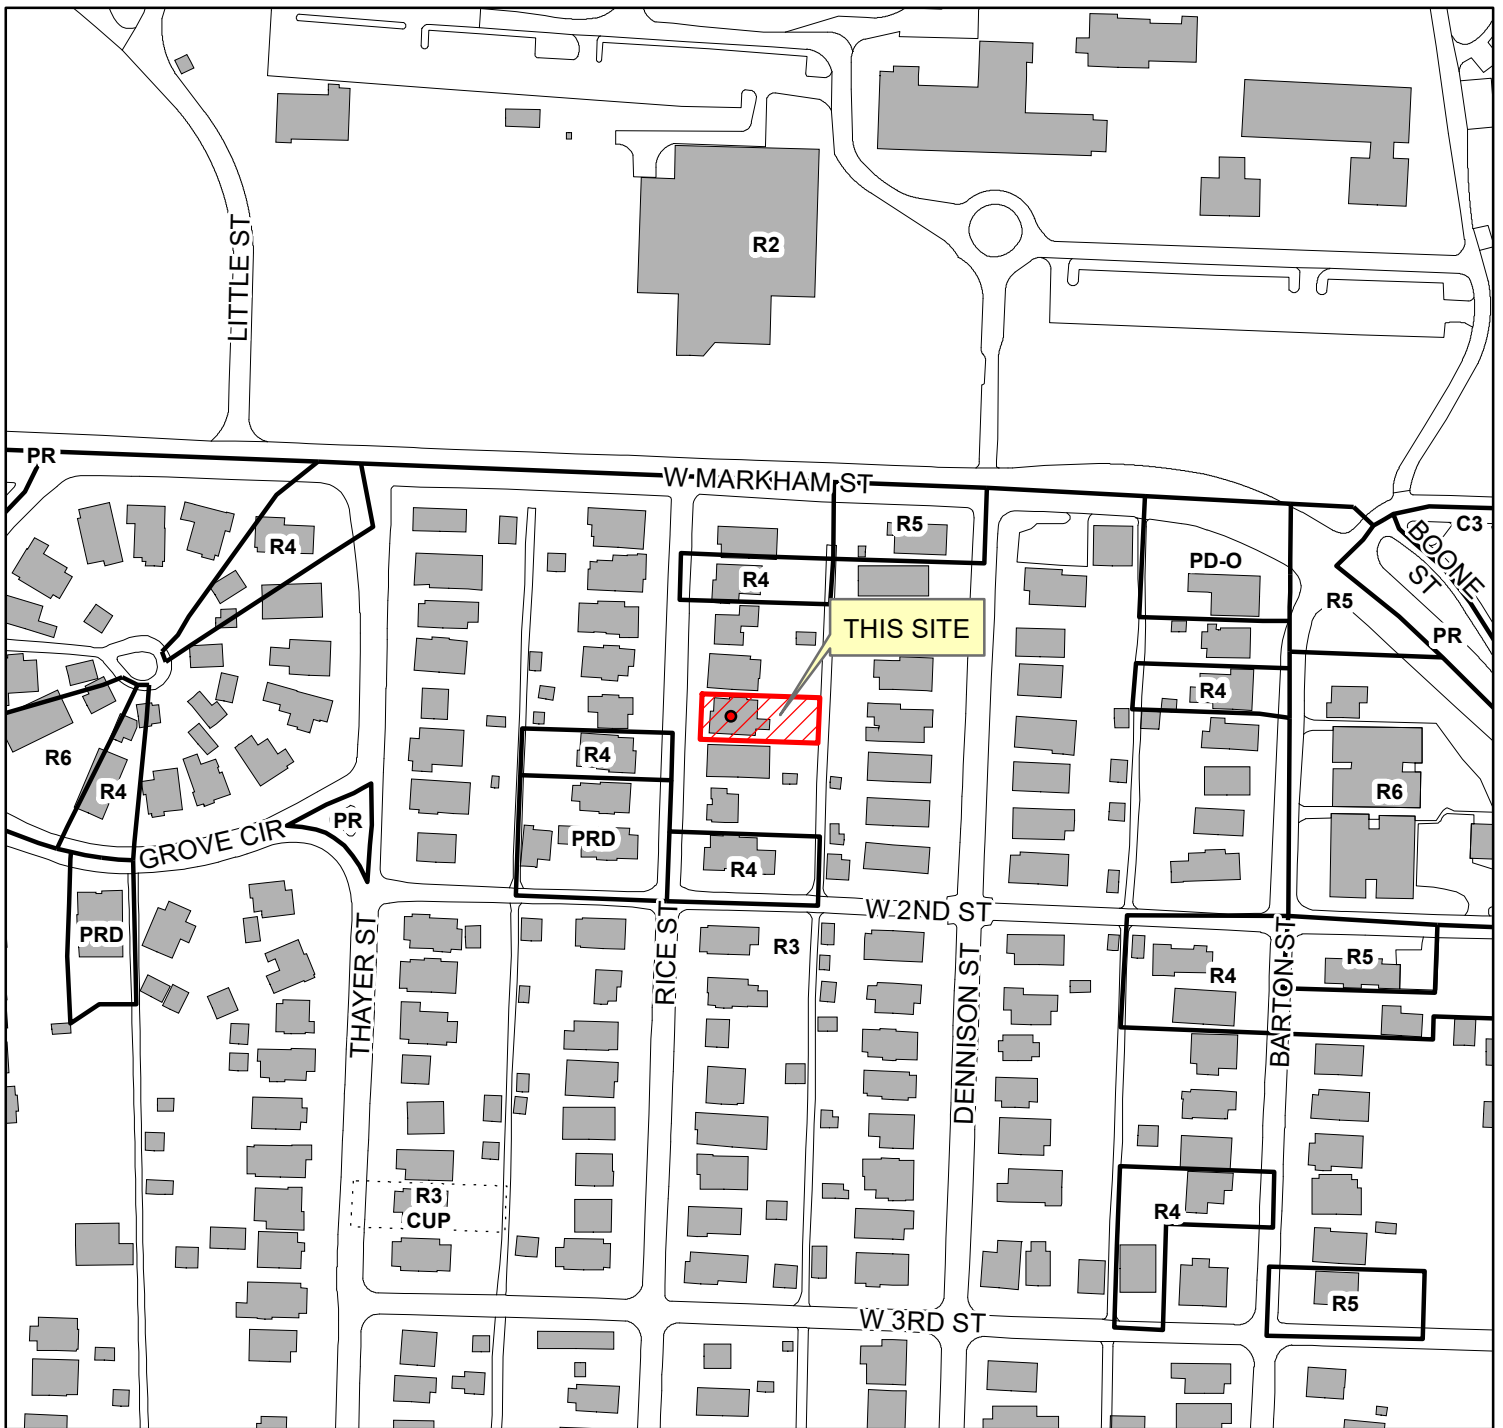 R2
LITTLE ST
PR
W MARKHAM ST
R5
C3
BOONE
ST
R4
PD-O
R4
R5
THIS SITE
PR
R4
R6
R4
R4
R6
PR
GROVE CIR
PRD
R4
W 2ND ST
PRD
R3
R5
R4
THAYER ST
RICE ST
DENNISON ST
BARTON ST
R3
CUP
R4
R5
W 3RD ST